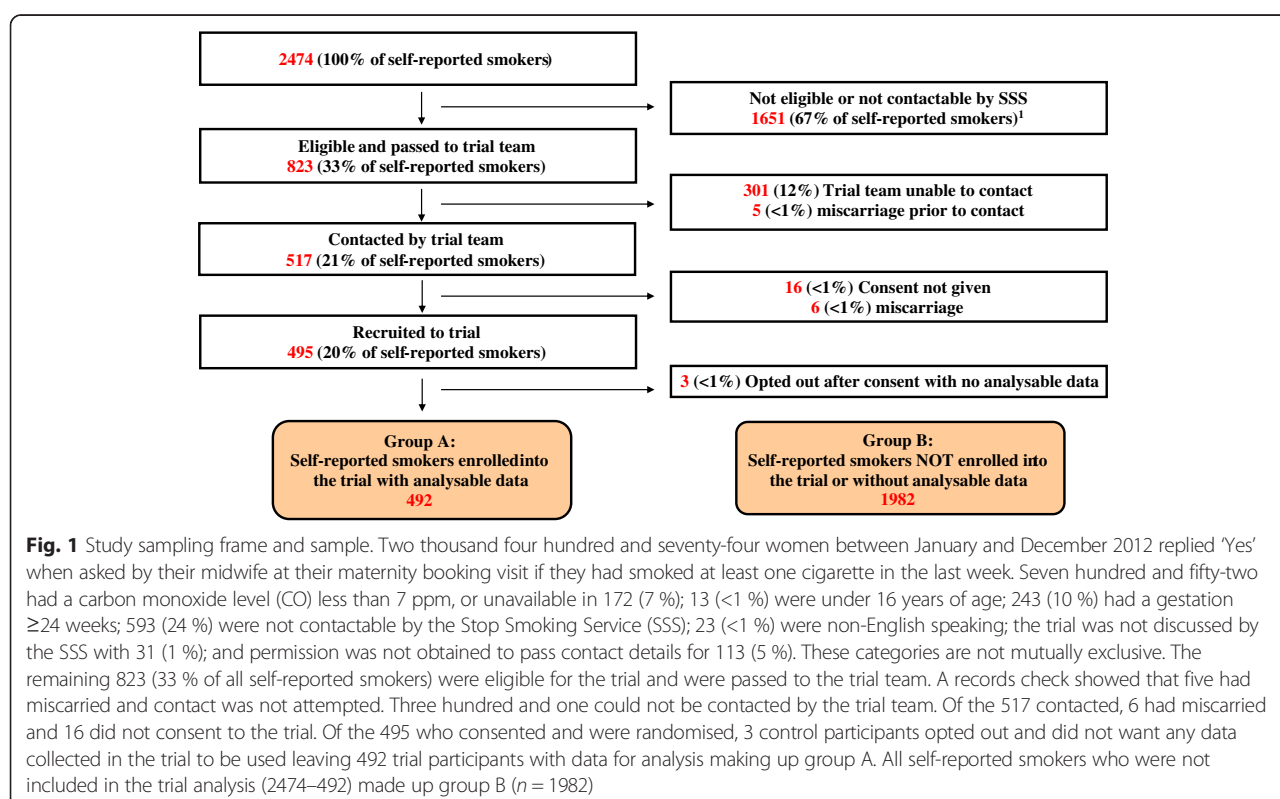 2474 (100% of self-reported smokers)
Not eligible or not contactable by SSS
1651 (67% of self-reported smokers)¹
Eligible and passed to trial team
823 (33% of self-reported smokers)
301 (12%) Trial team unable to contact
5 (<1%) miscarriage prior to contact
Contacted by trial team
517 (21% of self-reported smokers)
16 (<1%) Consent not given
6 (<1%) miscarriage
Recruited to trial
495 (20% of self-reported smokers)
3 (<1%) Opted out after consent with no analysable data
Group A:
Self-reported smokers enrolled into
the trial with analysable data
492
Group B:
Self-reported smokers NOT enrolled into
the trial or without analysable data
1982
Fig. 1 Study sampling frame and sample. Two thousand four hundred and seventy-four women between January and December 2012 replied ‘Yes’
when asked by their midwife at their maternity booking visit if they had smoked at least one cigarette in the last week. Seven hundred and fifty-two
had a carbon monoxide level (CO) less than 7 ppm, or unavailable in 172 (7 %); 13 (<1 %) were under 16 years of age; 243 (10 %) had a gestation
≥24 weeks; 593 (24 %) were not contactable by the Stop Smoking Service (SSS); 23 (<1 %) were non-English speaking; the trial was not discussed by
the SSS with 31 (1 %); and permission was not obtained to pass contact details for 113 (5 %). These categories are not mutually exclusive. The
remaining 823 (33 % of all self-reported smokers) were eligible for the trial and were passed to the trial team. A records check showed that five had
miscarried and contact was not attempted. Three hundred and one could not be contacted by the trial team. Of the 517 contacted, 6 had miscarried
and 16 did not consent to the trial. Of the 495 who consented and were randomised, 3 control participants opted out and did not want any data
collected in the trial to be used leaving 492 trial participants with data for analysis making up group A. All self-reported smokers who were not
included in the trial analysis (2474–492) made up group B (n = 1982)